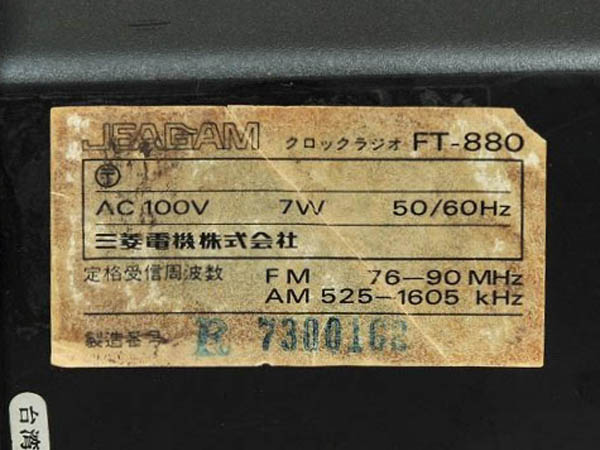 JEAGAM クロックラジオ FT-880
〒
AC 100V 7W 50/60Hz
三菱電機株式会社
定格受信周波数 FM 76—90 MHz
AM 525—1605 kHz
製造番号 R 7300162
台湾